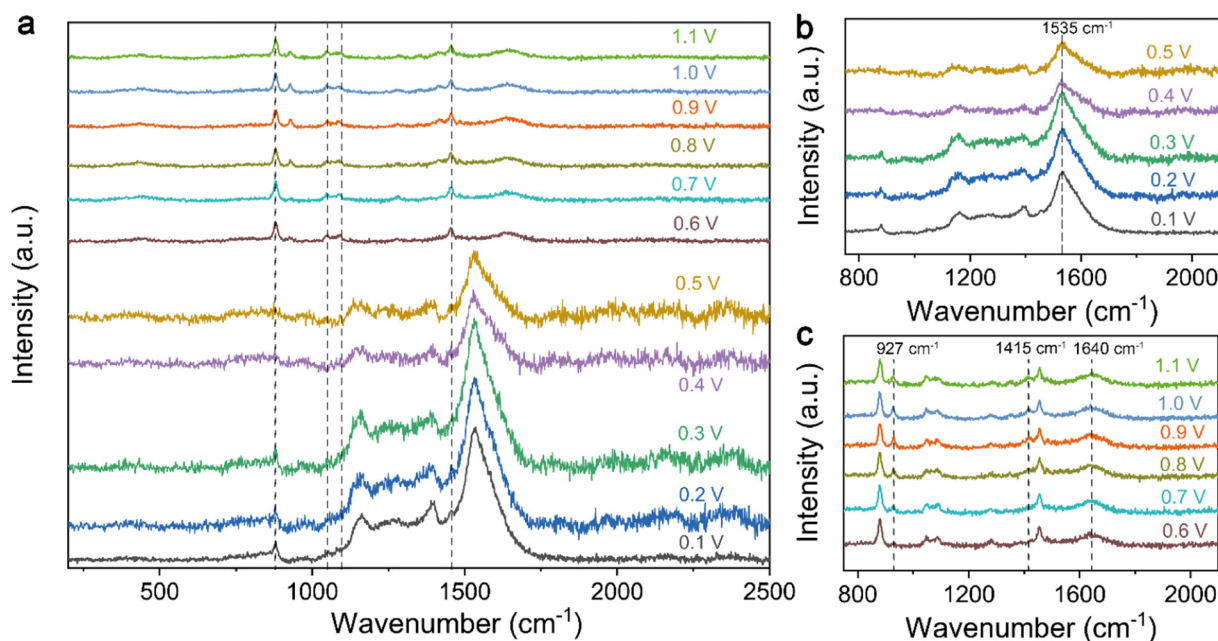 a
1.1 V
1.0 V
0.9 V
0.8 V
0.7 V
0.6 V
0.5 V
0.4 V
0.3 V
0.2 V
0.1 V
Intensity (a.u.)
500 1000 1500 2000 2500
Wavenumber (cm⁻¹)
b
1535 cm⁻¹
0.5 V
0.4 V
0.3 V
0.2 V
0.1 V
Intensity (a.u.)
800 1200 1600 2000
Wavenumber (cm⁻¹)
c
927 cm⁻¹ 1415 cm⁻¹ 1640 cm⁻¹
1.1 V
1.0 V
0.9 V
0.8 V
0.7 V
0.6 V
Intensity (a.u.)
800 1200 1600 2000
Wavenumber (cm⁻¹)